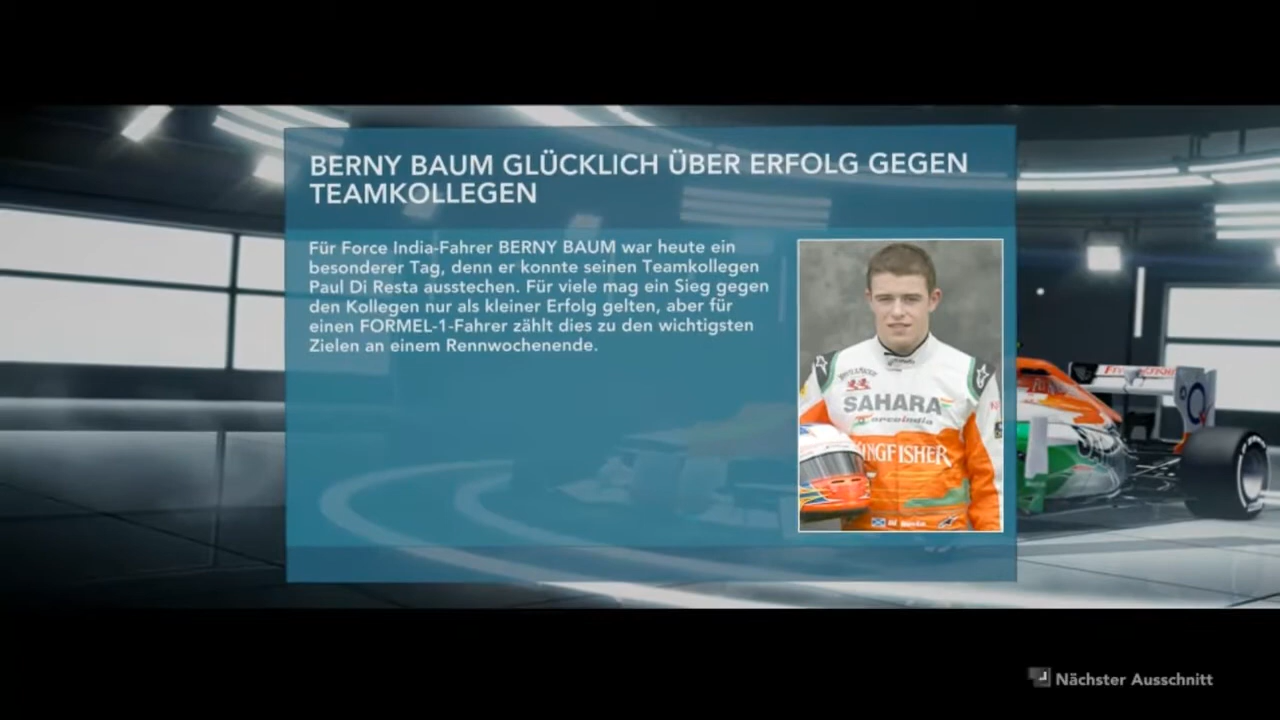 BERNY BAUM GLÜCKLICH ÜBER ERFOLG GEGEN
TEAMKOLLEGEN
Für Force India-Fahrer BERNY BAUM war heute ein
besonderer Tag, denn er konnte seinen Teamkollegen
Paul Di Resta ausstechen. Für viele mag ein Sieg gegen
den Kollegen nur als kleiner Erfolg gelten, aber für
einen FORMEL-1-Fahrer zählt dies zu den wichtigsten
Zielen an einem Rennwochenende.
SAHARA
INGFISHER
Nächster Ausschnitt